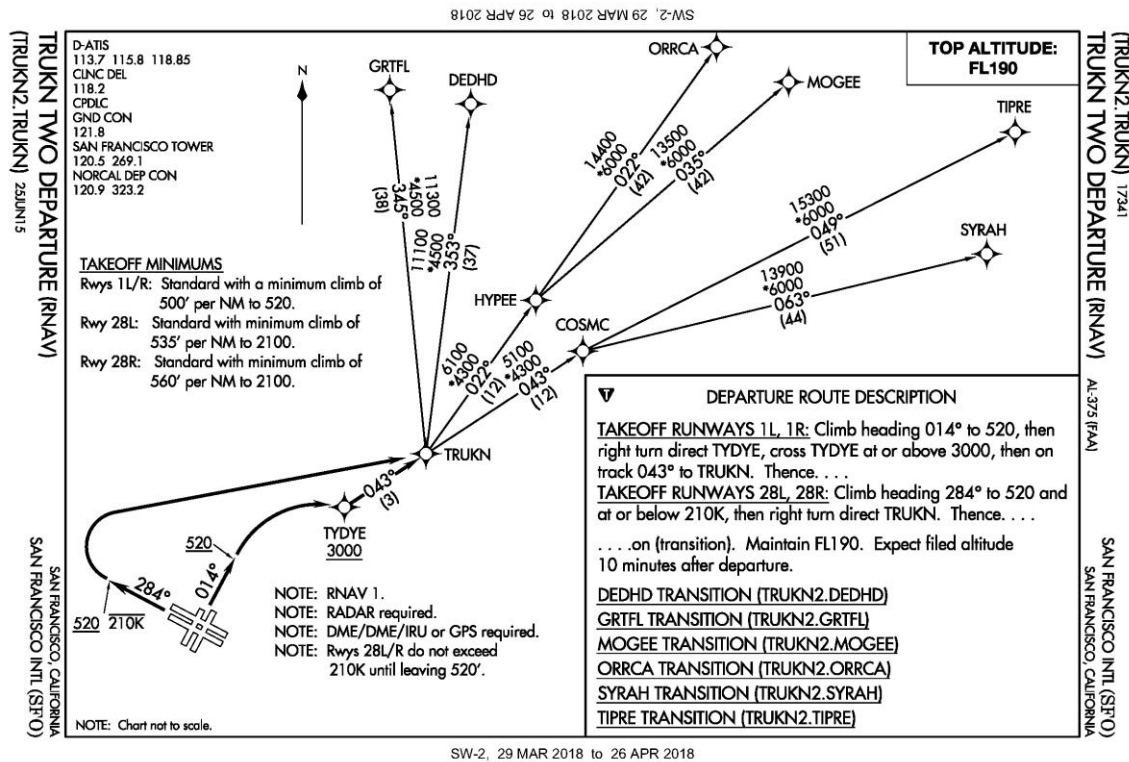 SW-2, 29 MAR 2018 to 26 APR 2018
(TRUKN2.TRUKN) 25JUN15
TRUKN TWO DEPARTURE (RNAV)
SAN FRANCISCO, CALIFORNIA
SAN FRANCISCO INTL (SFO)
D-ATIS
113.7 115.8 118.85
CLNC DEL
118.2
CPDLC
GND CON
121.8
SAN FRANCISCO TOWER
120.5 269.1
NORCAL DEP CON
120.9 323.2
N
GRTFL
DEDHD
ORRCA
MOGEE
TIPRE
SYRAH
TOP ALTITUDE:
FL190
11100
*4500
345°
(38)
11300
*4500
353°
(37)
14400
*6000
022°
(42)
13500
*6000
035°
(42)
15300
*6000
049°
(51)
13900
*6000
063°
(44)
HYPEE
COSMC
6100
*4300
022°
(12)
5100
*4300
043°
(12)
TRUKN
043°
(3)
TYDYE
3000
520
014°
284°
520
210K
TAKEOFF MINIMUMS
Rwys 1L/R: Standard with a minimum climb of
500' per NM to 520.
Rwy 28L: Standard with minimum climb of
535' per NM to 2100.
Rwy 28R: Standard with minimum climb of
560' per NM to 2100.
NOTE: RNAV 1.
NOTE: RADAR required.
NOTE: DME/DME/IRU or GPS required.
NOTE: Rwys 28L/R do not exceed
210K until leaving 520'.
NOTE: Chart not to scale.
T
DEPARTURE ROUTE DESCRIPTION
TAKEOFF RUNWAYS 1L, 1R: Climb heading 014° to 520, then
right turn direct TYDYE, cross TYDYE at or above 3000, then on
track 043° to TRUKN. Thence. . . .
TAKEOFF RUNWAYS 28L, 28R: Climb heading 284° to 520 and
at or below 210K, then right turn direct TRUKN. Thence. . . .
. . . .on (transition). Maintain FL190. Expect filed altitude
10 minutes after departure.
DEDHD TRANSITION (TRUKN2.DEDHD)
GRTFL TRANSITION (TRUKN2.GRTFL)
MOGEE TRANSITION (TRUKN2.MOGEE)
ORRCA TRANSITION (TRUKN2.ORRCA)
SYRAH TRANSITION (TRUKN2.SYRAH)
TIPRE TRANSITION (TRUKN2.TIPRE)
(TRUKN2.TRUKN) 17341
TRUKN TWO DEPARTURE (RNAV)
AL-375 (FAA)
SAN FRANCISCO INTL (SFO)
SAN FRANCISCO, CALIFORNIA
SW-2, 29 MAR 2018 to 26 APR 2018